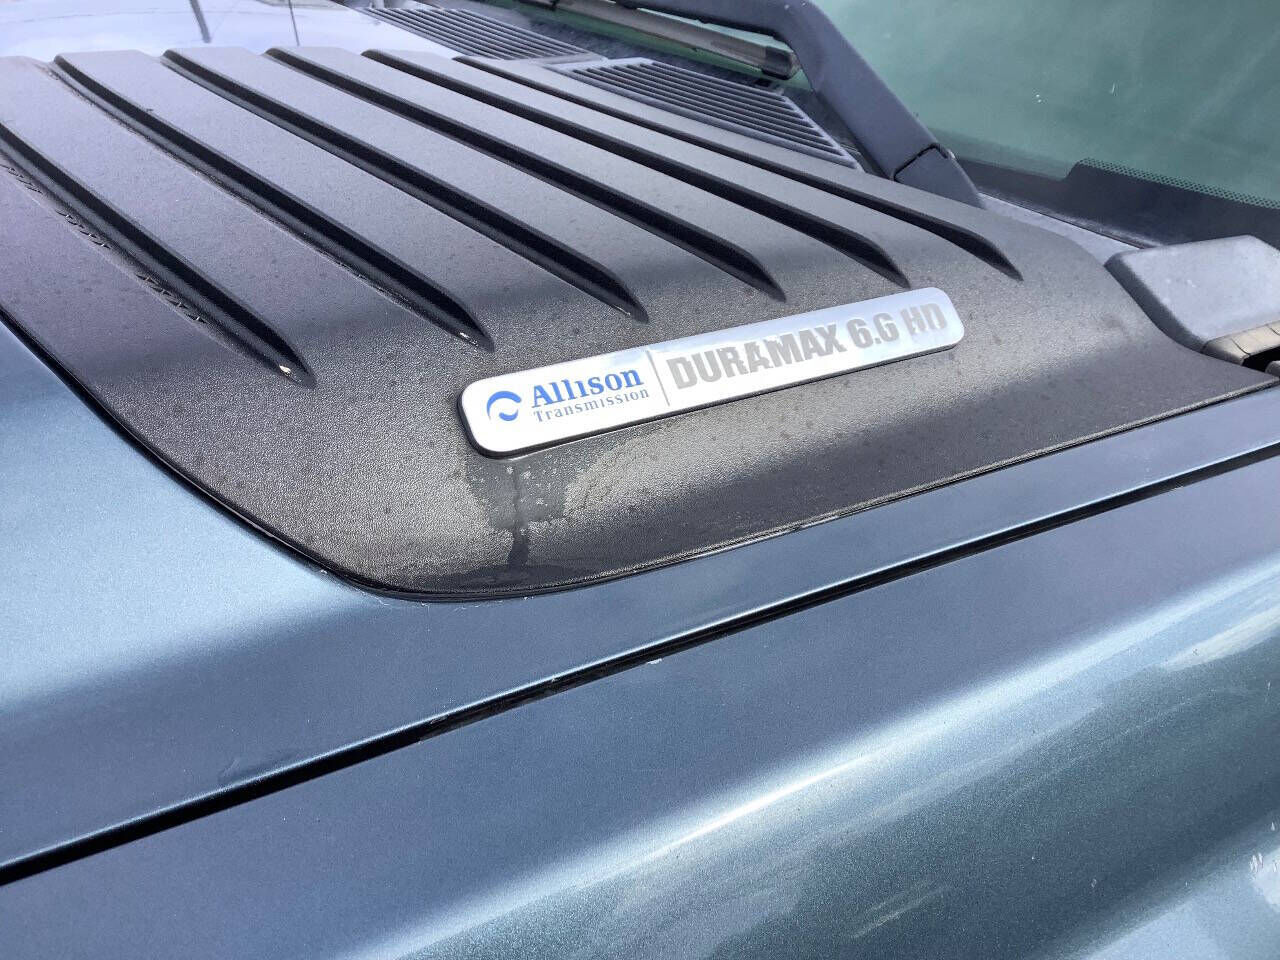 Allison
Transmission
DURAMAX 6.6 HD